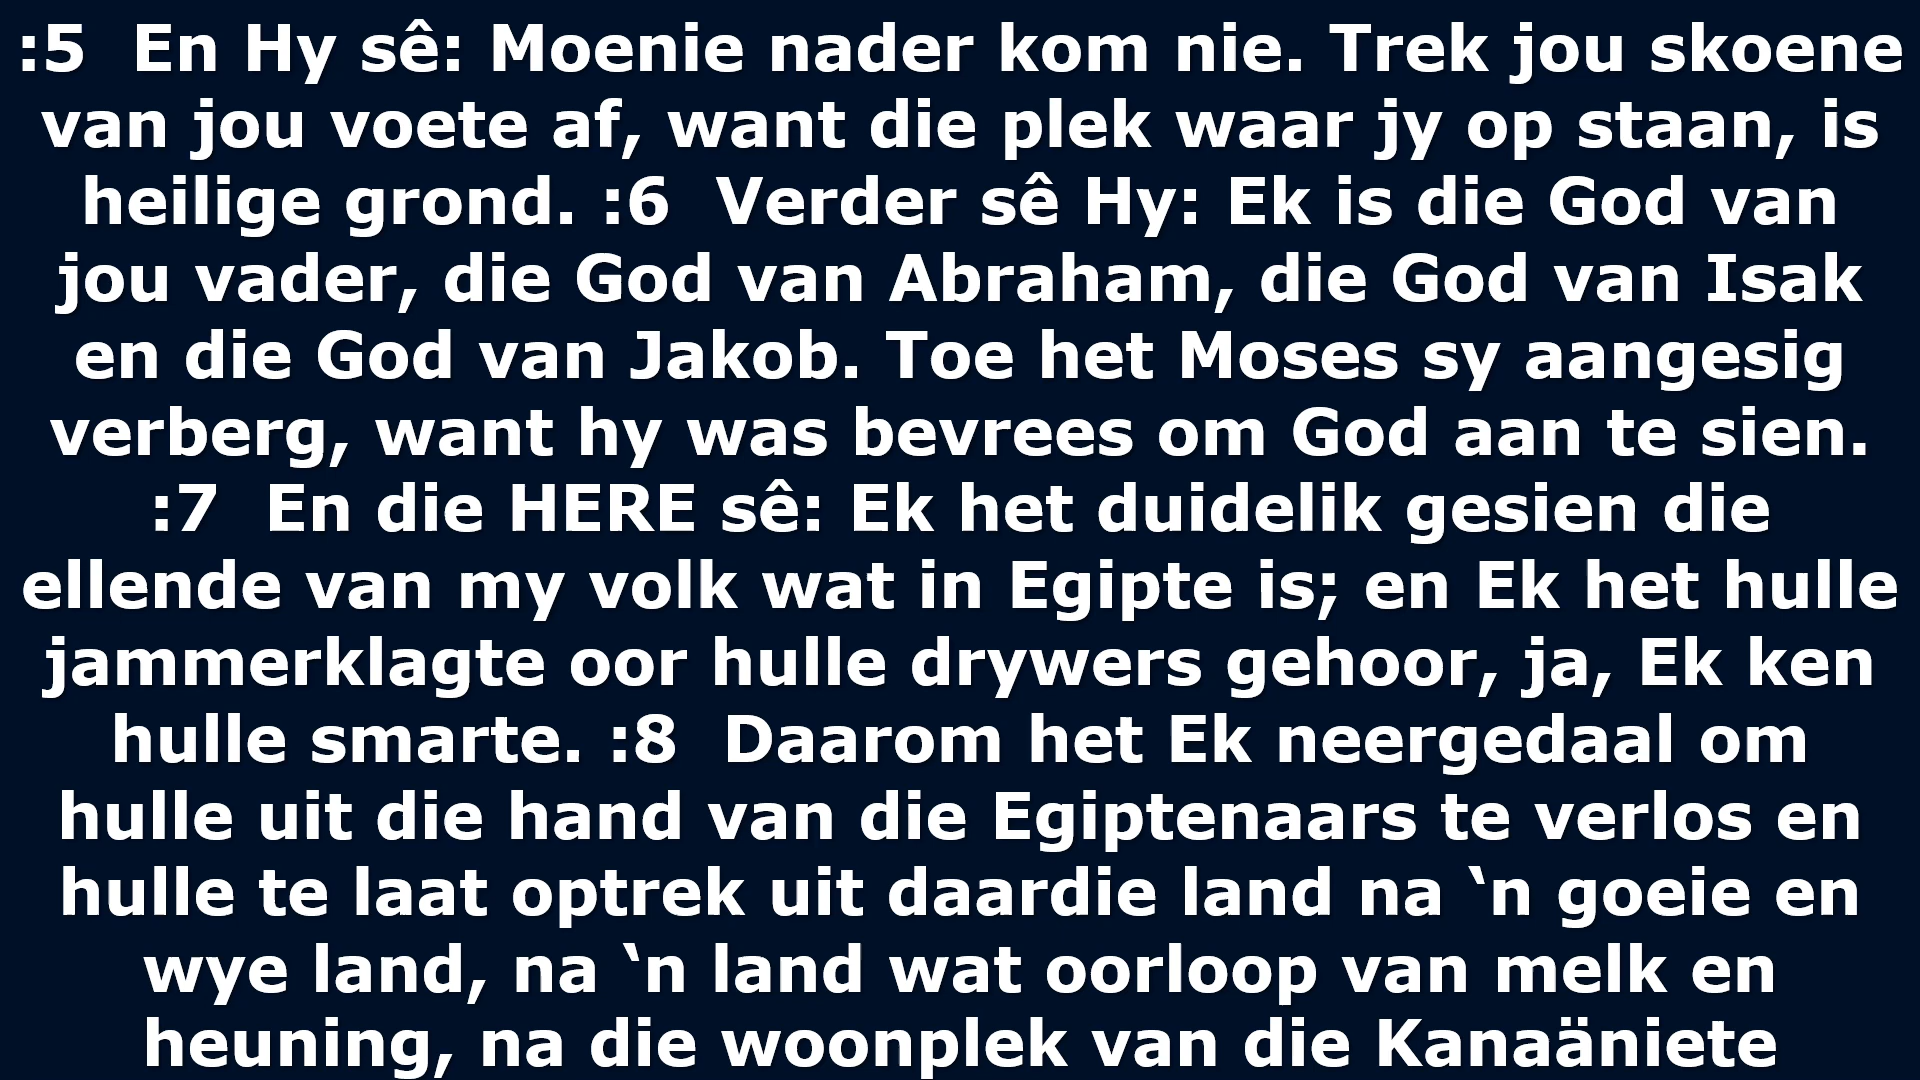 :5  En Hy sê: Moenie nader kom nie. Trek jou skoene
van jou voete af, want die plek waar jy op staan, is
heilige grond. :6  Verder sê Hy: Ek is die God van
jou vader, die God van Abraham, die God van Isak
en die God van Jakob. Toe het Moses sy aangesig
verberg, want hy was bevrees om God aan te sien.
:7  En die HERE sê: Ek het duidelik gesien die
ellende van my volk wat in Egipte is; en Ek het hulle
jammerklagte oor hulle drywers gehoor, ja, Ek ken
hulle smarte. :8  Daarom het Ek neergedaal om
hulle uit die hand van die Egiptenaars te verlos en
hulle te laat optrek uit daardie land na ‛n goeie en
wye land, na ‛n land wat oorloop van melk en
heuning, na die woonplek van die Kanaäniete